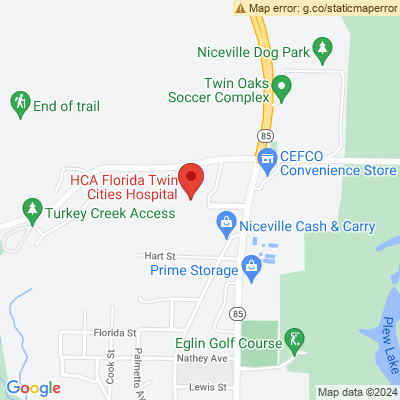 Map error: g.co/staticmaperror
Niceville Dog Park
Twin Oaks
Soccer Complex
End of trail
85
CEFCO
Convenience Store
HCA Florida Twin
Cities Hospital
Turkey Creek Access
Niceville Cash & Carry
Hart St
Prime Storage
85
Plew Lake
Florida St
Eglin Golf Course
Cook St
Palmetto Av
Nathey Ave
Lewis St
Google
Map data ©2024